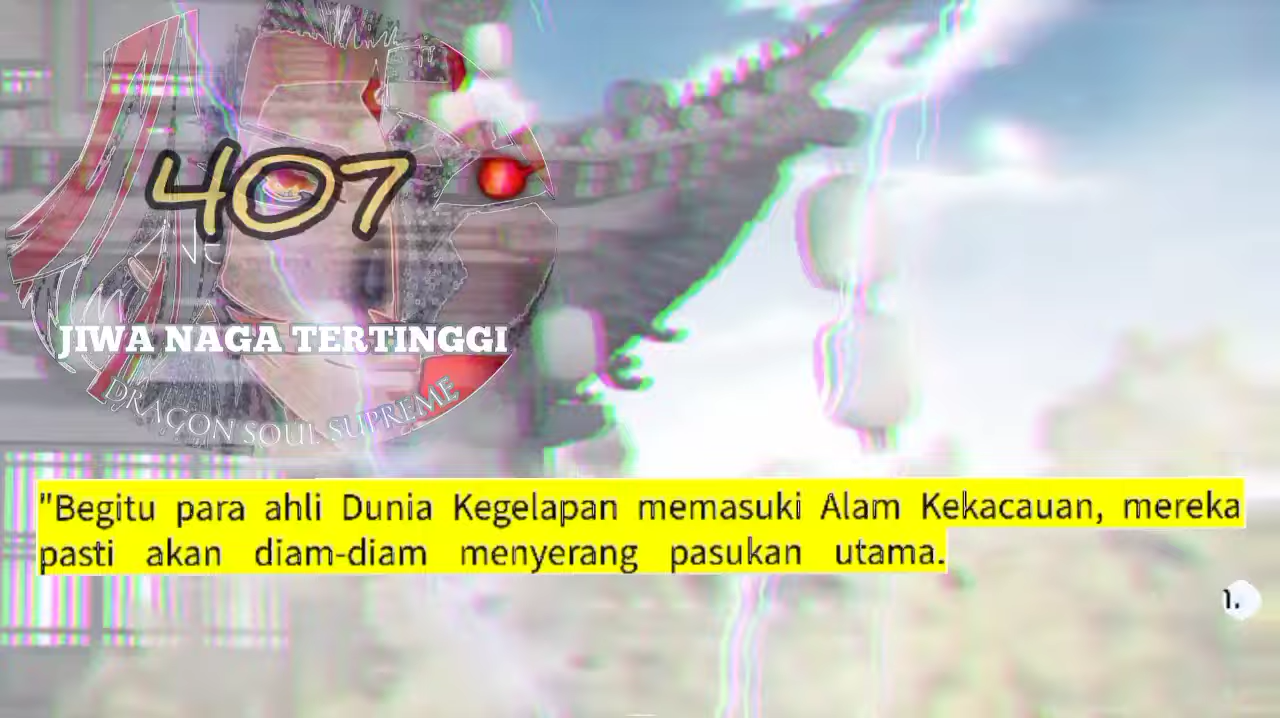 407
JIWA NAGA TERTINGGI
DRAGON SOUL SUPREME
"Begitu para ahli Dunia Kegelapan memasuki Alam Kekacauan, mereka
pasti akan diam-diam menyerang pasukan utama.